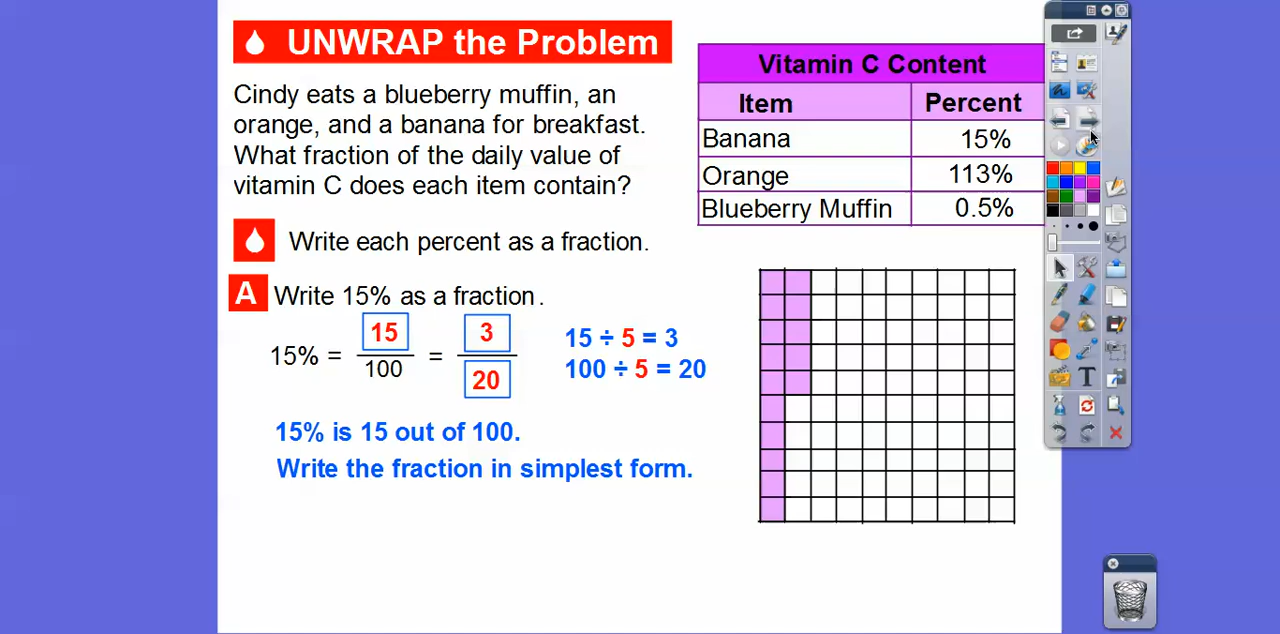 UNWRAP the Problem
Cindy eats a blueberry muffin, an
orange, and a banana for breakfast.
What fraction of the daily value of
vitamin C does each item contain?
Write each percent as a fraction.
A Write 15% as a fraction.
15% = 15/100 = 3/20
15 ÷ 5 = 3
100 ÷ 5 = 20
15% is 15 out of 100.
Write the fraction in simplest form.
Vitamin C Content
Item Percent
Banana 15%
Orange 113%
Blueberry Muffin 0.5%
T